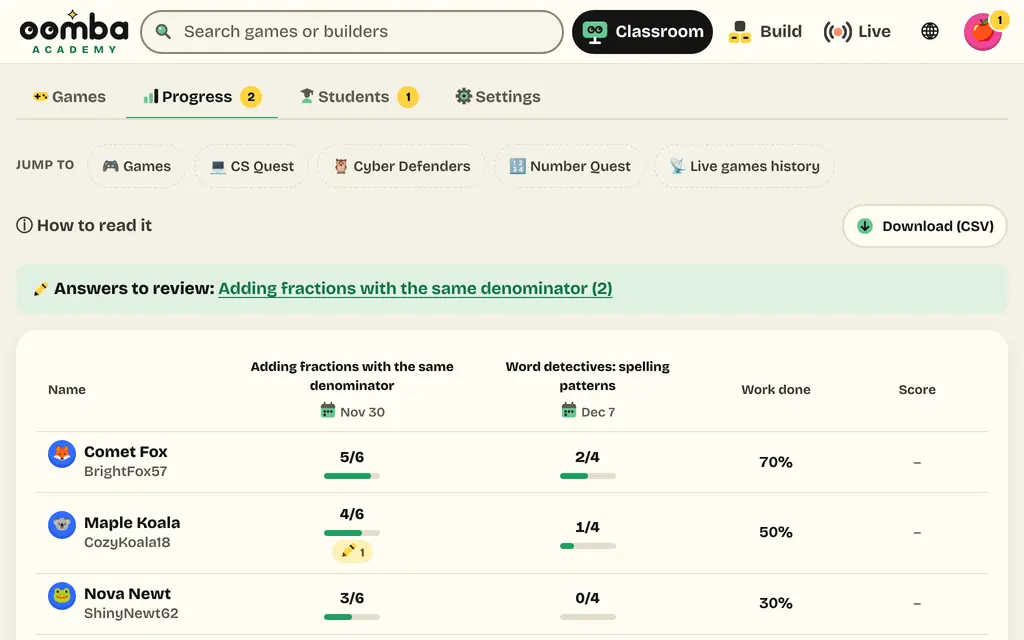 oomba
ACADEMY
Search games or builders
Classroom
Build
Live
1
Games
Progress 2
Students 1
Settings
JUMP TO
Games
CS Quest
Cyber Defenders
Number Quest
Live games history
How to read it
Download (CSV)
Answers to review: Adding fractions with the same denominator (2)
Name
Adding fractions with the same
denominator
Nov 30
Word detectives: spelling
patterns
Dec 7
Work done
Score
Comet Fox
BrightFox57
5/6
2/4
70%
–
Maple Koala
CozyKoala18
4/6
1
1/4
50%
–
Nova Newt
ShinyNewt62
3/6
0/4
30%
–